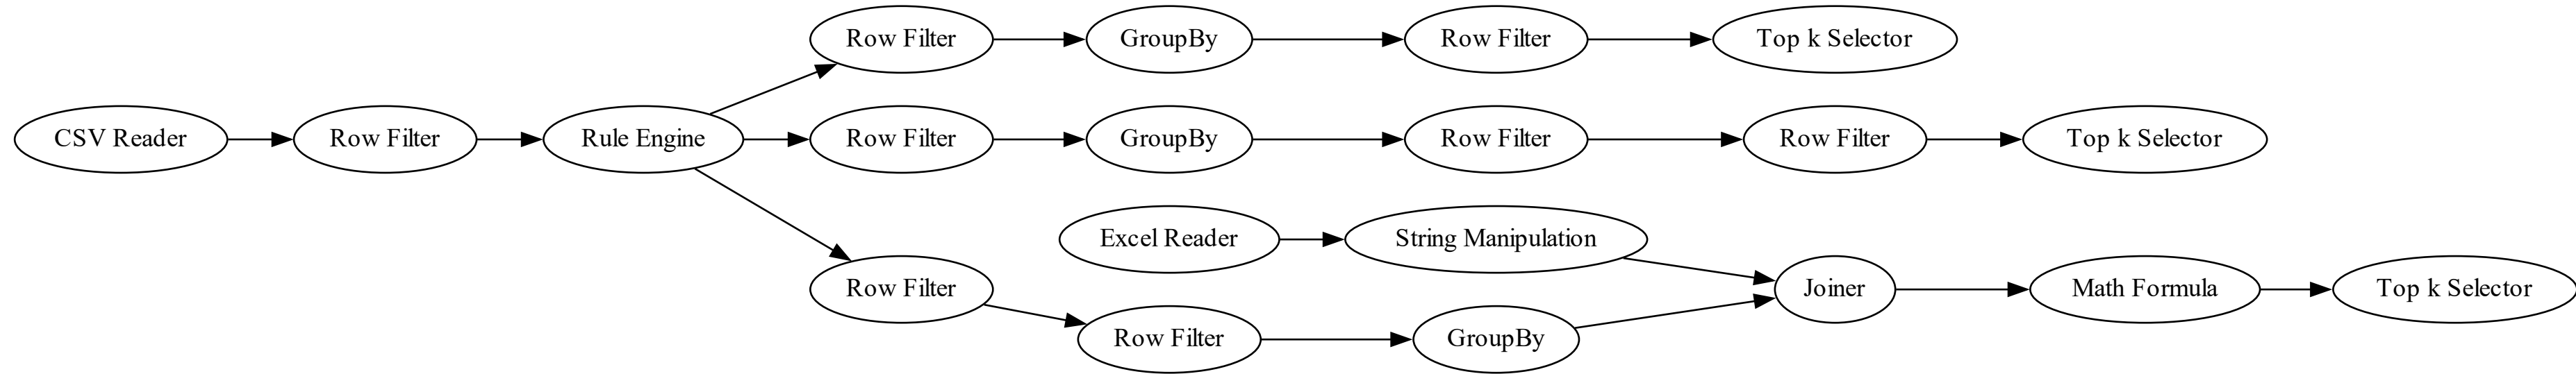 Row Filter
GroupBy
Row Filter
Top k Selector
CSV Reader
Row Filter
Rule Engine
Row Filter
GroupBy
Row Filter
Row Filter
Top k Selector
Excel Reader
String Manipulation
Row Filter
Joiner
Math Formula
Top k Selector
Row Filter
GroupBy